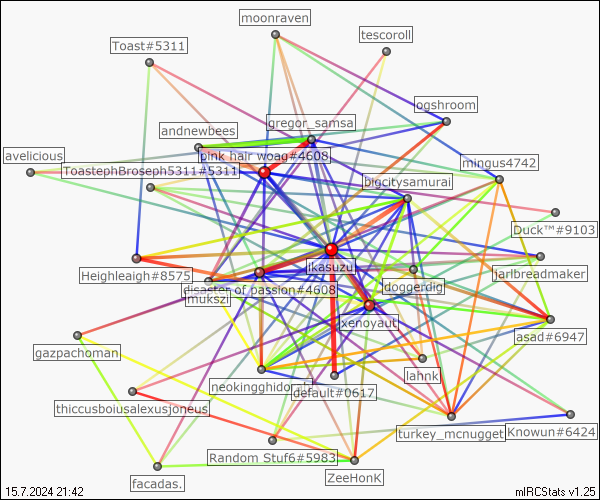 moonraven
tescoroll
Toast#5311
ogshroom
gregor_samsa
andnewbees
avelicious
pink hair woag#4608
mingus4742
ToastephBroseph5311#5311
bigcitysamurai
Duck™#9103
ikasuzu
Heighleaigh#8575
doggerdig
jarlbreadmaker
disaster of passion#4608
mukszi
xenoyauti
asad#6947
gazpachoman
lahnk
neokingghidorah
default#0617
thiccusboiusalexusjoneus
turkey_mcnugget
Knowun#6424
Random Stuf6#5983
facadas.
ZeeHonK
15.7.2024 21:42
mIRCStats v1.25